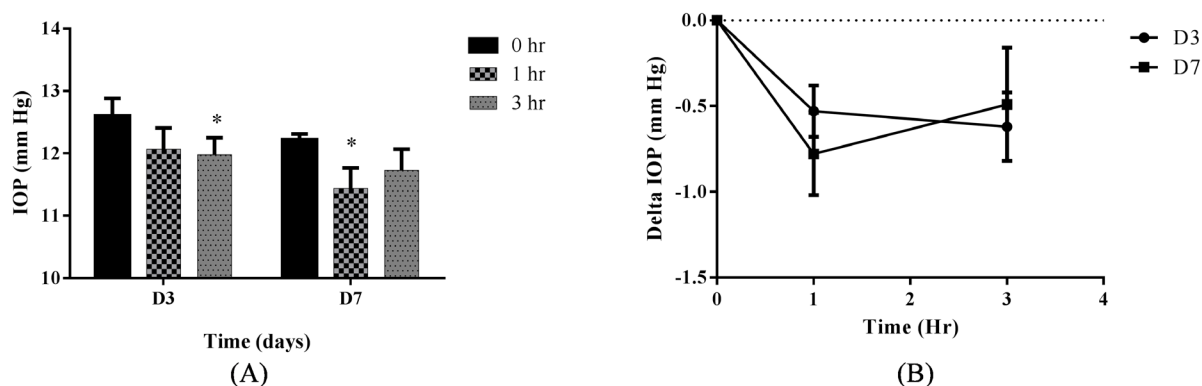 14
13
12
11
10
IOP (mm Hg)
*
*
D3
D7
Time (days)
0 hr
1 hr
3 hr
(A)
0.0
-0.5
-1.0
-1.5
Delta IOP (mm Hg)
0
1
2
3
4
Time (Hr)
D3
D7
(B)